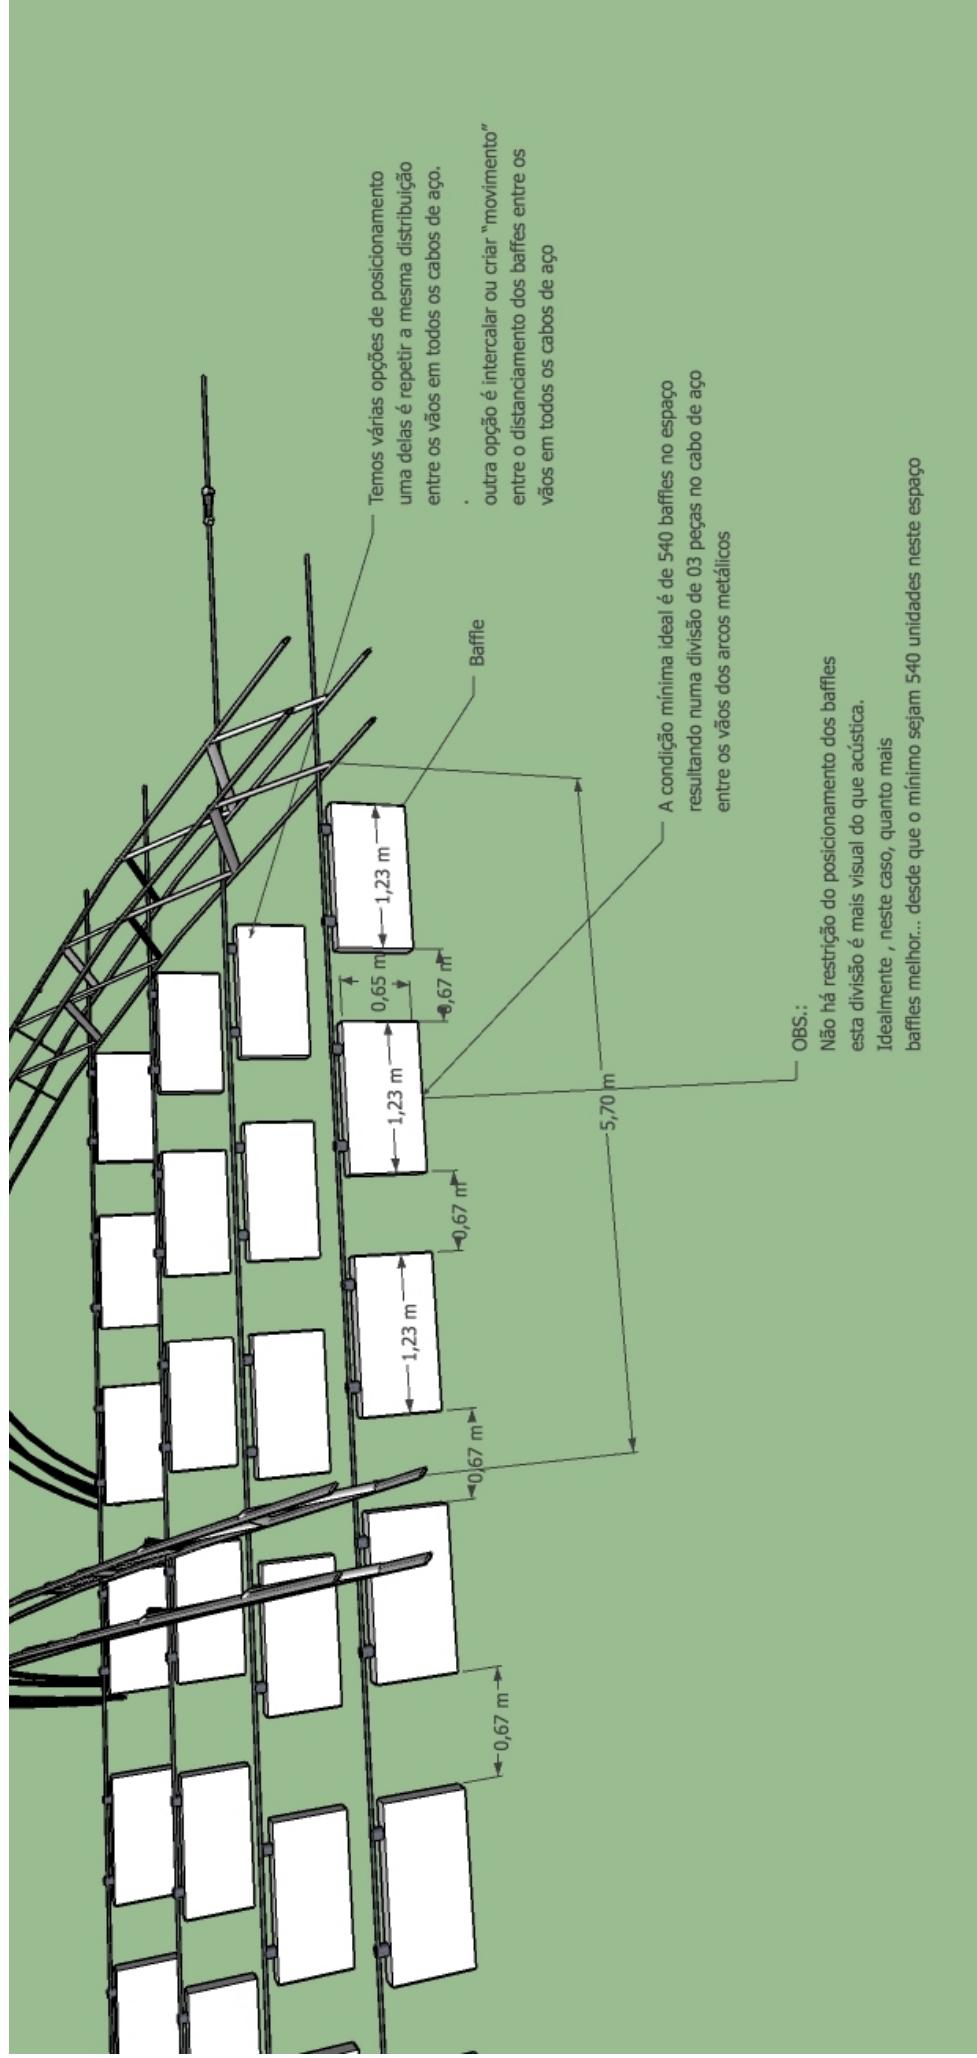 Temos várias opções de posicionamento
uma delas é repetir a mesma distribuição
entre os vãos em todos os cabos de aço.
.
outra opção é intercalar ou criar “movimento”
entre o distanciamento dos baffes entre os
vãos em todos os cabos de aço
Baffle
A condição mínima ideal é de 540 baffles no espaço
resultando numa divisão de 03 peças no cabo de aço
entre os vãos dos arcos metálicos
OBS.:
Não há restrição do posicionamento dos baffles
esta divisão é mais visual do que acústica.
Idealmente , neste caso, quanto mais
baffles melhor... desde que o mínimo sejam 540 unidades neste espaço
0,67 m
0,67 m
1,23 m
0,67 m
1,23 m
0,65 m
0,67 m
1,23 m
5,70 m